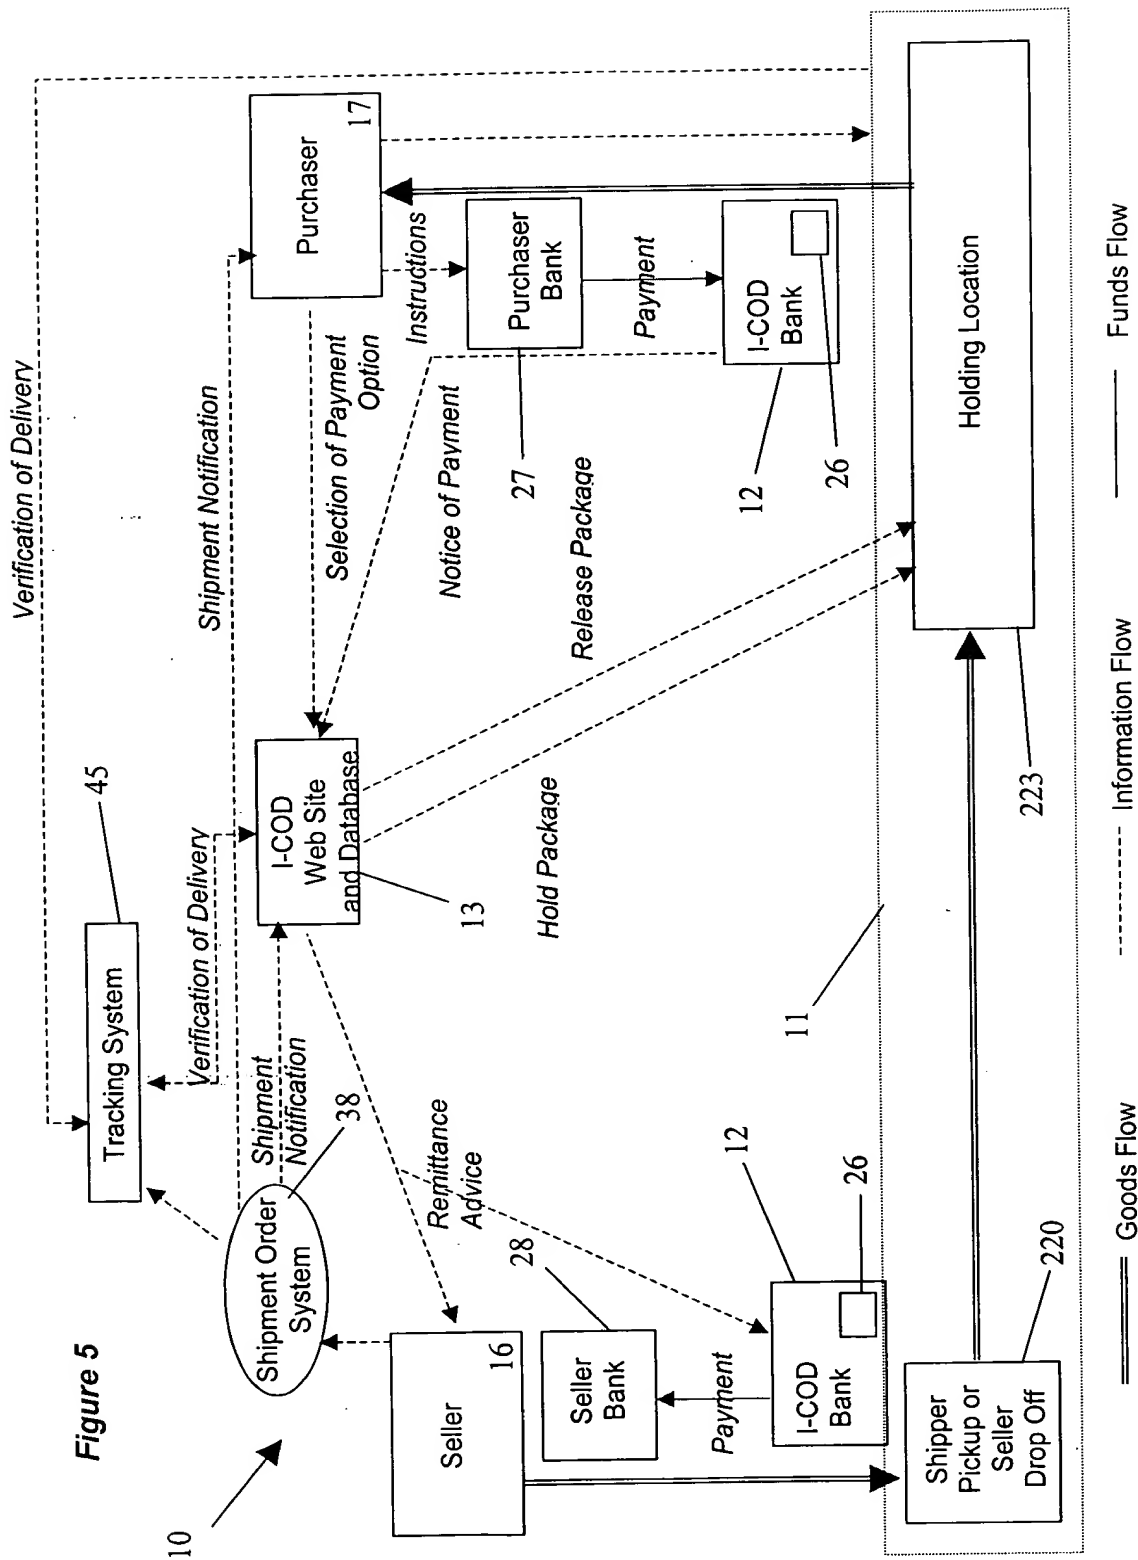 Figure 5
10
Verification of Delivery
Tracking System
45
Verification of Delivery
Shipment Notification
Shipment Order
System
38
Shipment
Notification
I-COD
Web Site
and Database
13
Purchaser
17
Selection of Payment
Option
Instructions
Notice of Payment
Purchaser
Bank
27
Payment
I-COD
Bank
12
26
Release Package
Hold Package
Remittance
Advice
Seller
16
Seller
Bank
28
Payment
I-COD
Bank
12
26
11
Shipper
Pickup or
Seller
Drop Off
220
Holding Location
223
Goods Flow
Information Flow
Funds Flow